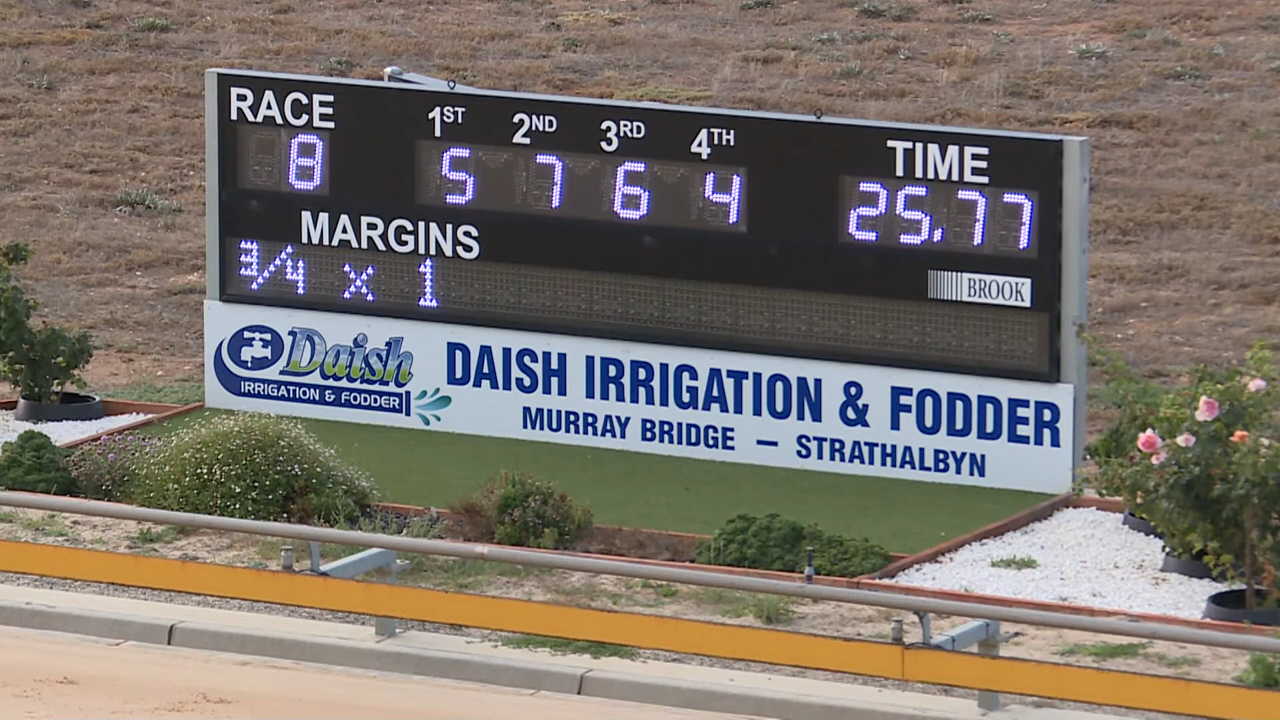 RACE 1ST 2ND 3RD 4TH TIME
8 5 7 6 4 25.77
MARGINS
3/4 x 1
BROOK
Daish
IRRIGATION & FODDER
DAISH IRRIGATION & FODDER
MURRAY BRIDGE – STRATHALBYN